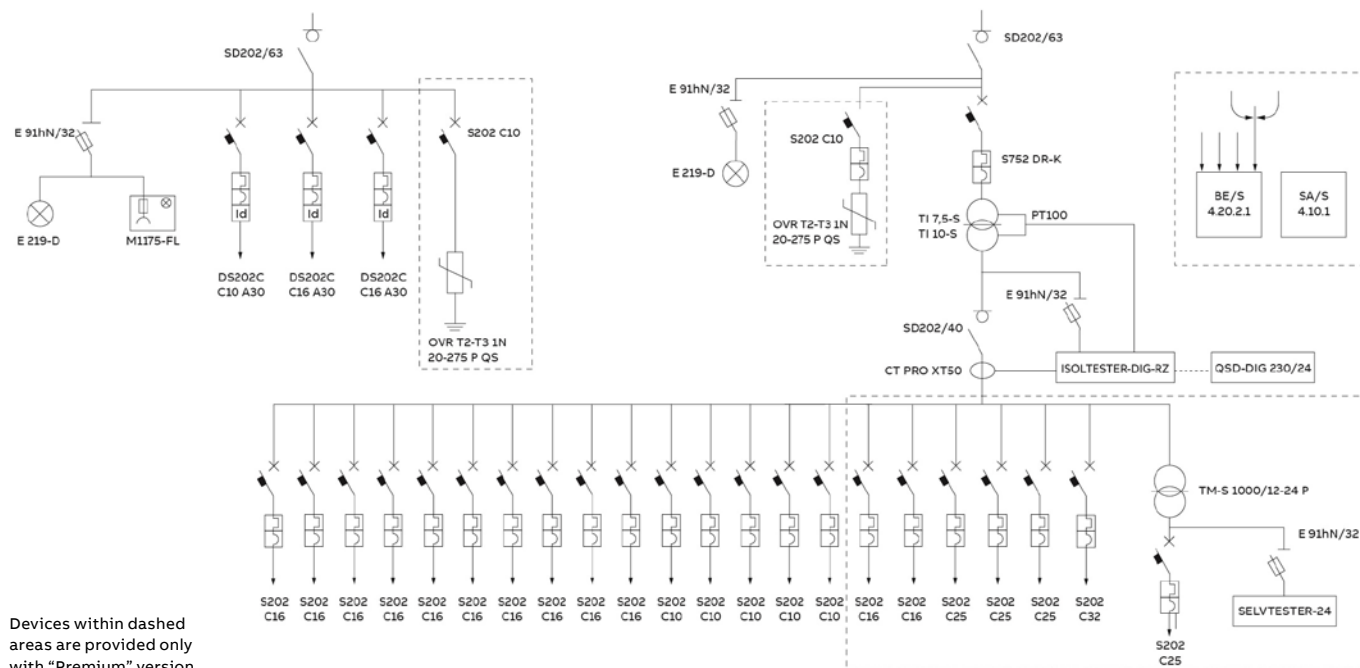 SD202/63
E 91hN/32
E 219-D
M1175-FL
Id
Id
Id
DS202C
C10 A30
DS202C
C16 A30
DS202C
C16 A30
S202 C10
OVR T2-T3 1N
20-275 P QS
SD202/63
E 91hN/32
E 219-D
S202 C10
OVR T2-T3 1N
20-275 P QS
S752 DR-K
TI 7,5-S
TI 10-S
PT100
E 91hN/32
SD202/40
CT PRO XT50
ISOLTESTER-DIG-RZ
QSD-DIG 230/24
BE/S
4.20.2.1
SA/S
4.10.1
S202 S202 S202 S202 S202 S202 S202 S202 S202 S202 S202 S202 S202 S202 S202 S202 S202 S202 S202 S202 S202
C16 C16 C16 C16 C16 C16 C16 C16 C16 C16 C10 C10 C10 C10 C10 C16 C16 C25 C25 C25 C32
TM-S 1000/12-24 P
E 91hN/32
SELVTESTER-24
S202
C25
Devices within dashed
areas are provided only
with “Premium” version